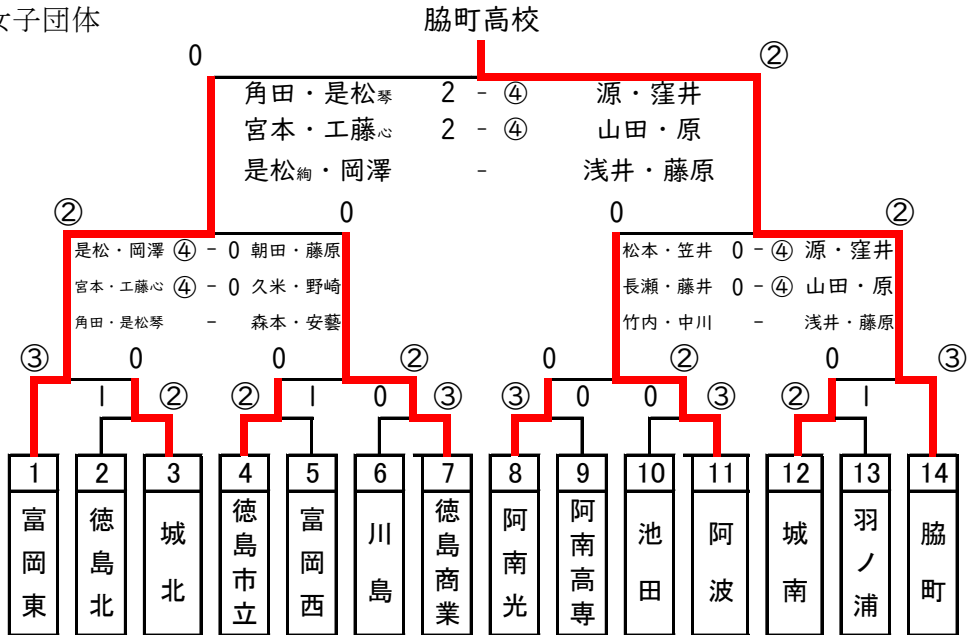 女子団体
脇町高校
0 ②
角田・是松琴 2 - ④ 源・窪井
宮本・工藤心 2 - ④ 山田・原
是松絢・岡澤 - 浅井・藤原
② 0 0 ②
是松・岡澤 ④ - 0 朝田・藤原 松本・笠井 0 - ④ 源・窪井
宮本・工藤心 ④ - 0 久米・野崎 長瀬・藤井 0 - ④ 山田・原
角田・是松琴 - 森本・安藝 竹内・中川 - 浅井・藤原
③ 0 0 ② 0 ② 0 ③
1 ② ② 1 0 ③ ③ 0 0 ③ ② 1
1 2 3 4 5 6 7 8 9 10 11 12 13 14
富岡東
徳島北
城北
徳島市立
富岡西
川島
徳島商業
阿南光
阿南高専
池田
阿波
城南
羽ノ浦
脇町